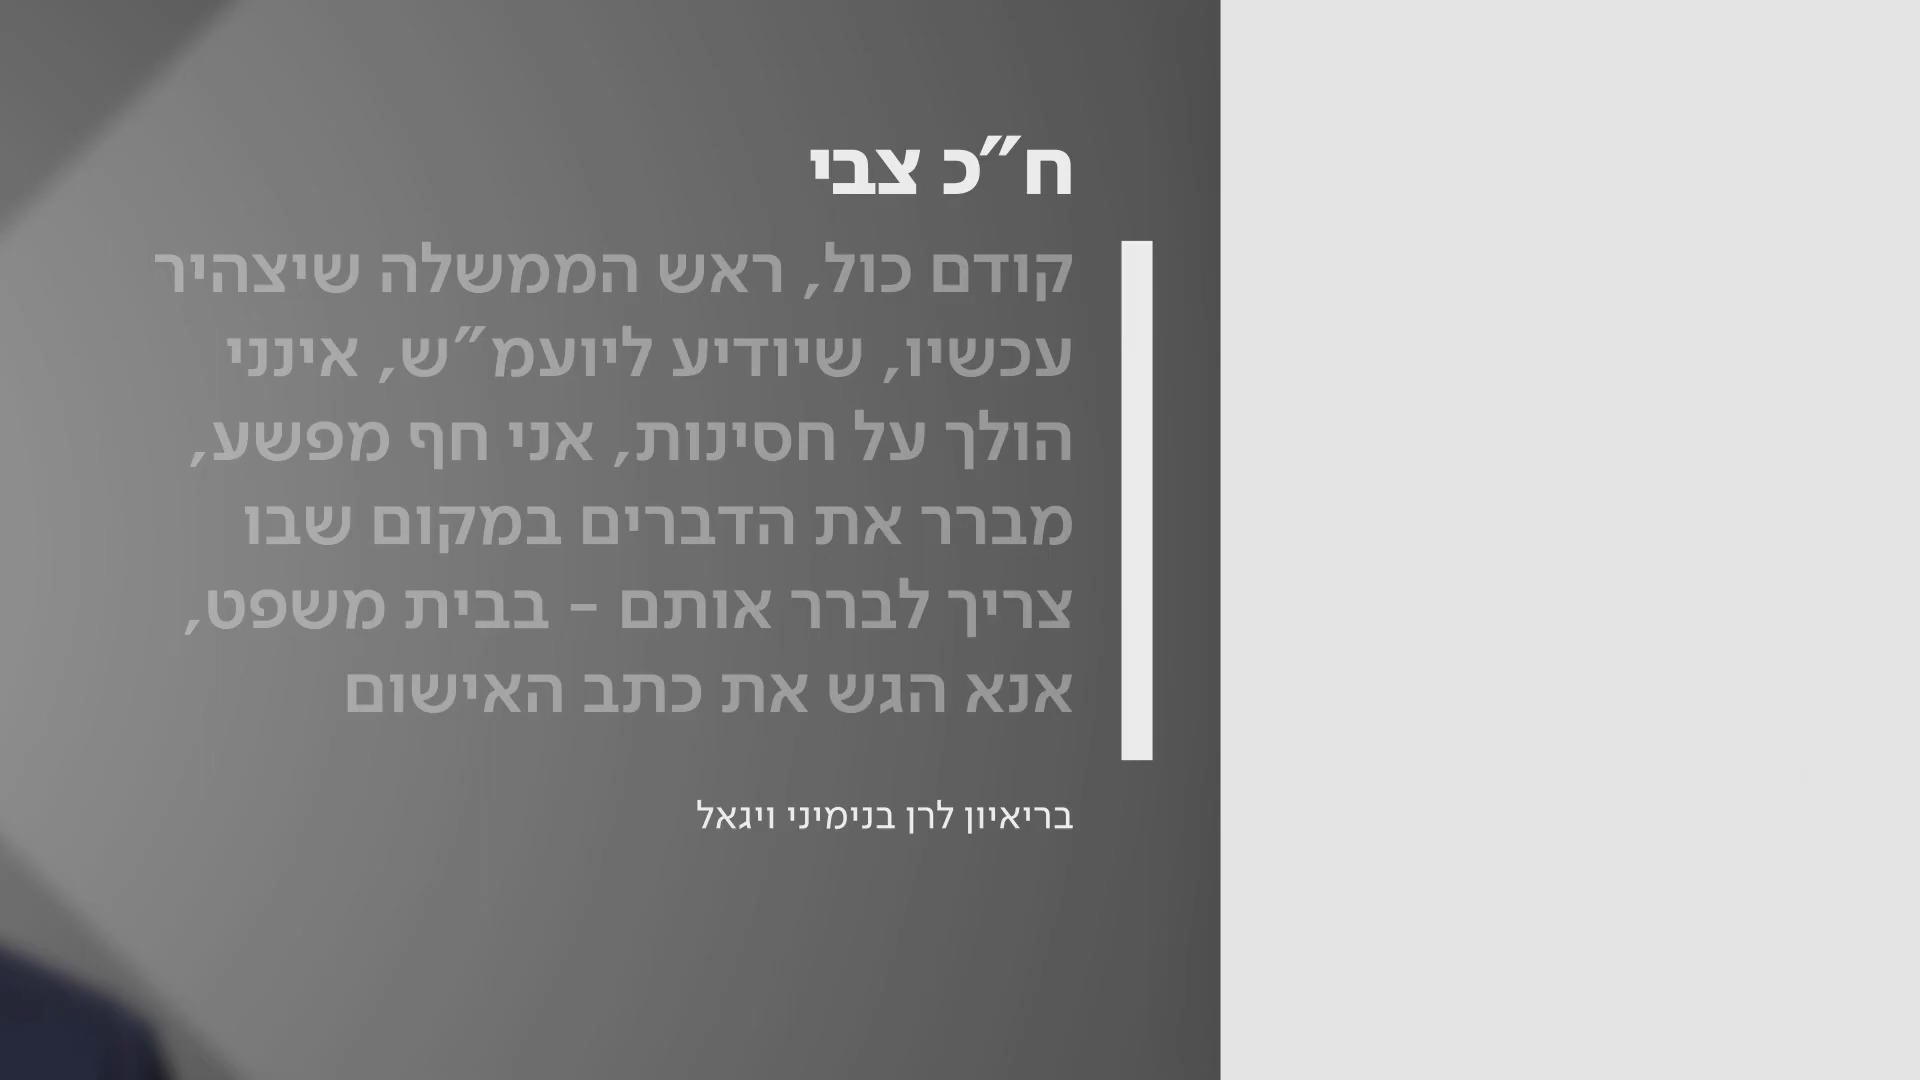 ח״כ צבי
קודם כול, ראש הממשלה שיצהיר
עכשיו, שיודיע ליועמ״ש, אינני
הולך על חסינות, אני חף מפשע,
מברר את הדברים במקום שבו
צריך לברר אותם - בבית משפט,
אנא הגש את כתב האישום
בריאיון לרן בנימיני ויגאל